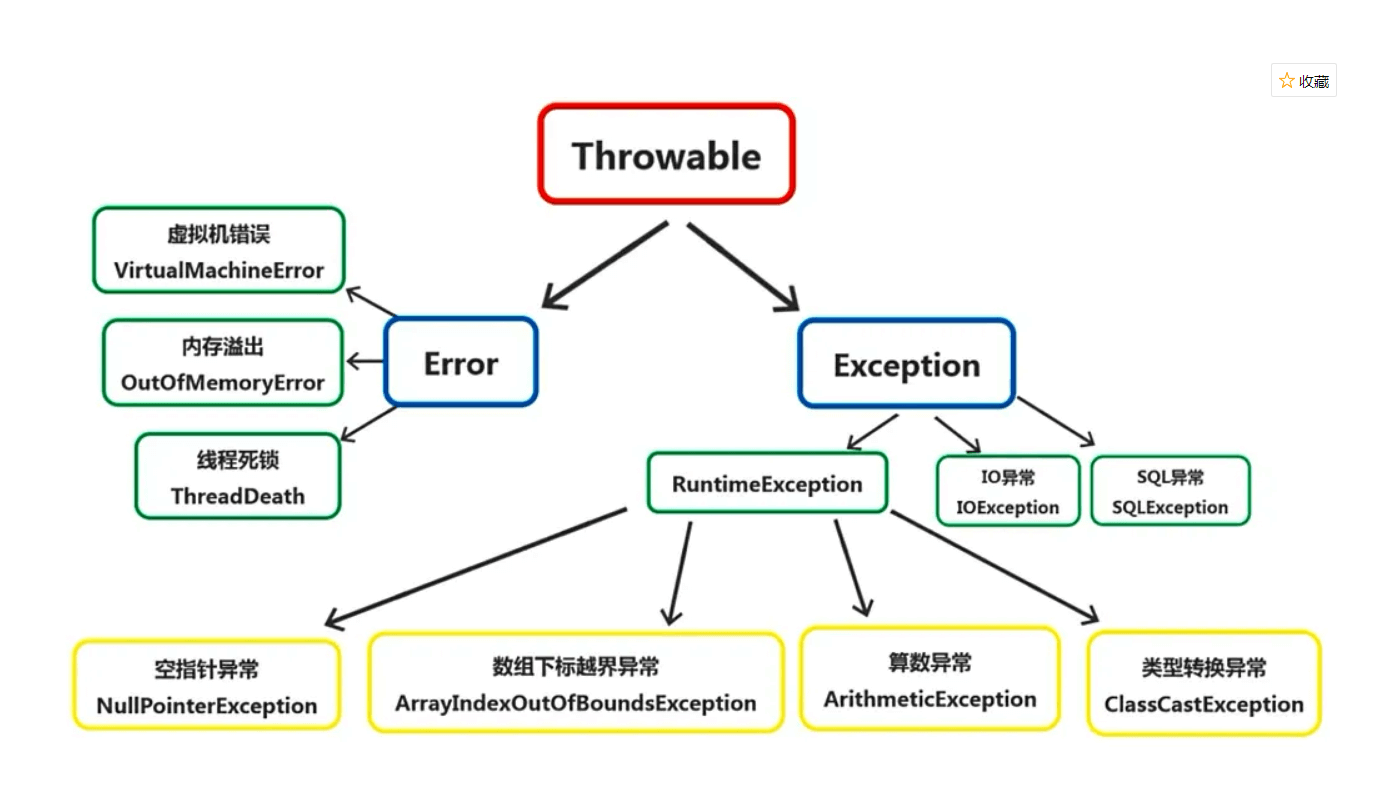 收藏
Throwable
虚拟机错误
VirtualMachineError
内存溢出
OutOfMemoryError
线程死锁
ThreadDeath
Error
Exception
RuntimeException
IO异常
IOException
SQL异常
SQLException
空指针异常
NullPointerException
数组下标越界异常
ArrayIndexOutOfBoundsException
算数异常
ArithmeticException
类型转换异常
ClassCastException